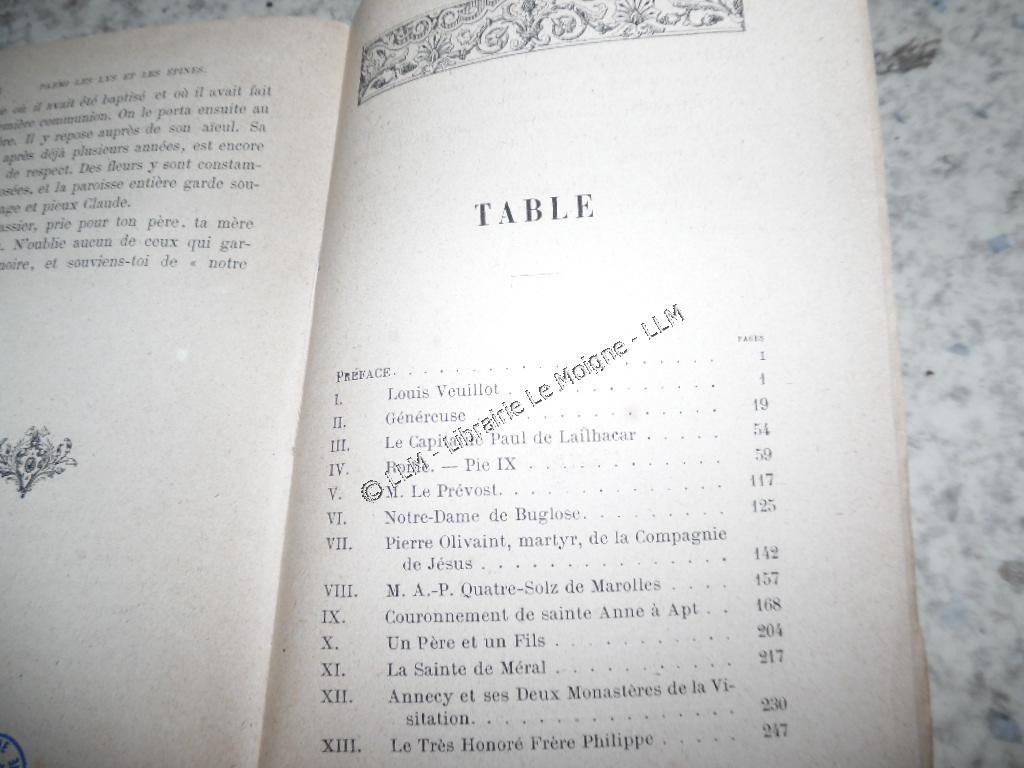 PARMI LES LYS ET LES ÉPINES.
où il avait été baptisé et où il avait fait
communion. On le porta ensuite au
Il y repose auprès de son aïeul. Sa
après déjà plusieurs années, est encore
de respect. Des fleurs y sont constam-
et la paroisse entière garde sou-
et pieux Claude.
prie pour ton père, ta mère
N'oublie aucun de ceux qui gar-
et souviens-toi de « notre
TABLE
PAGES
PRÉFACE. I
I. Louis Veuillot 1
II. Généreuse 19
III. Le Capitaine Paul de Lailhacar 54
IV. Rome. — Pie IX 59
V. M. Le Prévost. 117
VI. Notre-Dame de Buglose. 125
VII. Pierre Olivaint, martyr, de la Compagnie
de Jésus 142
VIII. M. A.-P. Quatre-Solz de Marolles 157
IX. Couronnement de sainte Anne à Apt 168
X. Un Père et un Fils 204
XI. La Sainte de Méral 217
XII. Annecy et ses Deux Monastères de la Vi-
sitation. 230
XIII. Le Très Honoré Frère Philippe 247
© LLM - Librairie Le Moigne - LLM